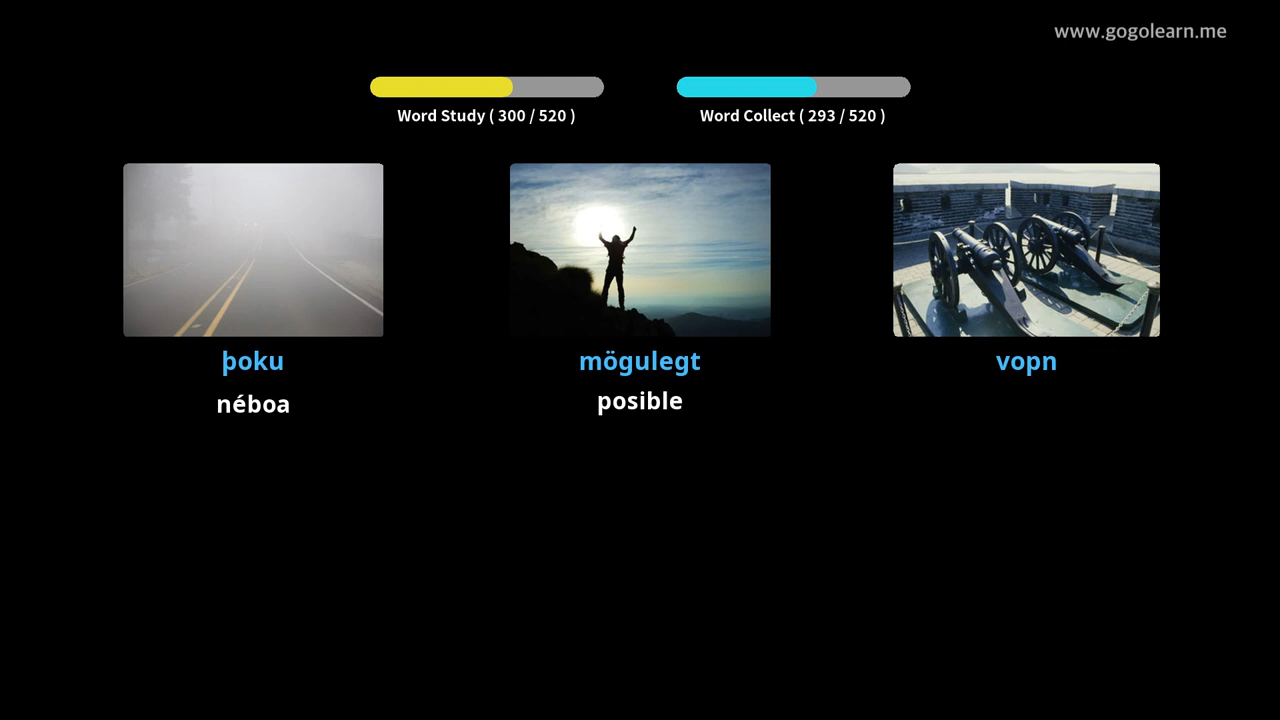 www.gogolearn.me
Word Study ( 300 / 520 )
Word Collect ( 293 / 520 )
þoku
mögulegt
vopn
néboa
posible